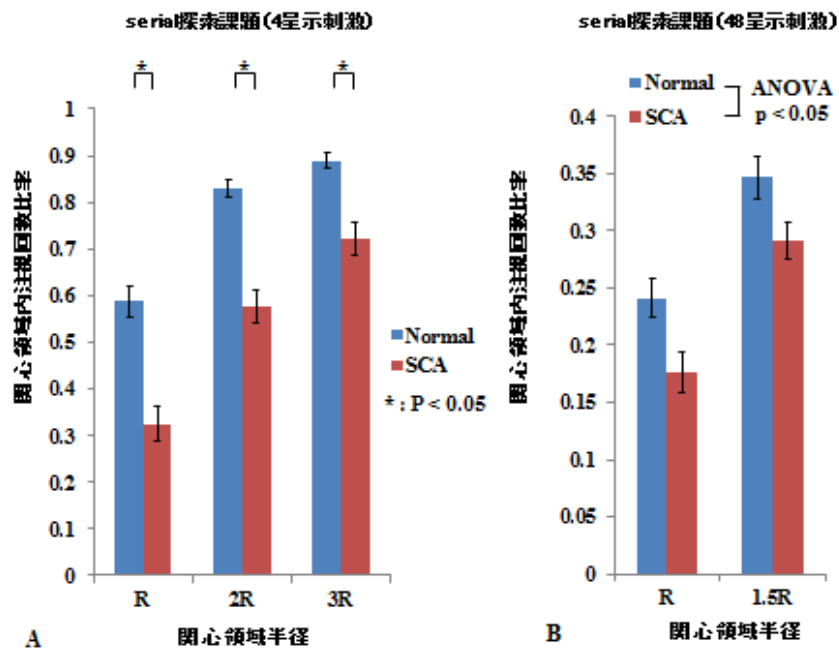 serial探索課題(4呈示刺激)
* * *
1
0.9
0.8
0.7
0.6
0.5
0.4
0.3
0.2
0.1
0
関心領域内注視回数比率
Normal
SCA
* : P < 0.05
R 2R 3R
関心領域半径
A
serial探索課題(48呈示刺激)
Normal
SCA
ANOVA
p < 0.05
0.4
0.35
0.3
0.25
0.2
0.15
0.1
0.05
0
関心領域内注視回数比率
R 1.5R
関心領域半径
B